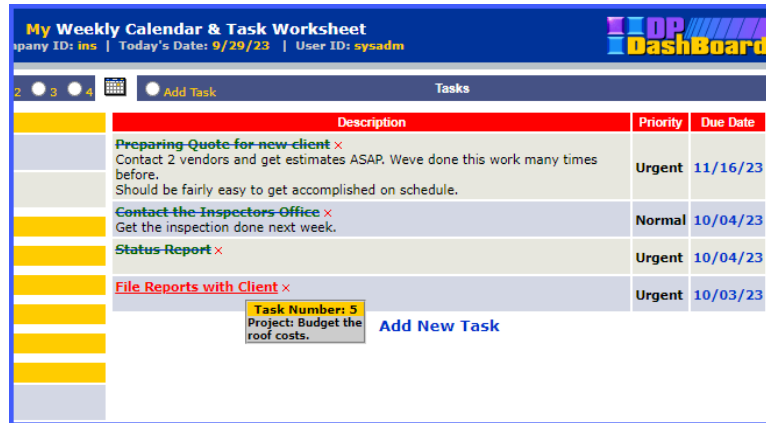 My Weekly Calendar & Task Worksheet
mpany ID: ins | Today's Date: 9/29/23 | User ID: sysadm
DP
DashBoard
2 3 4 Add Task Tasks
Description Priority Due Date
Preparing Quote for new client ×
Contact 2 vendors and get estimates ASAP. Weve done this work many times
before.
Should be fairly easy to get accomplished on schedule.
Urgent 11/16/23
Contact the Inspectors Office ×
Get the inspection done next week.
Normal 10/04/23
Status Report ×
Urgent 10/04/23
File Reports with Client ×
Urgent 10/03/23
Task Number: 5
Project: Budget the
roof costs.
Add New Task